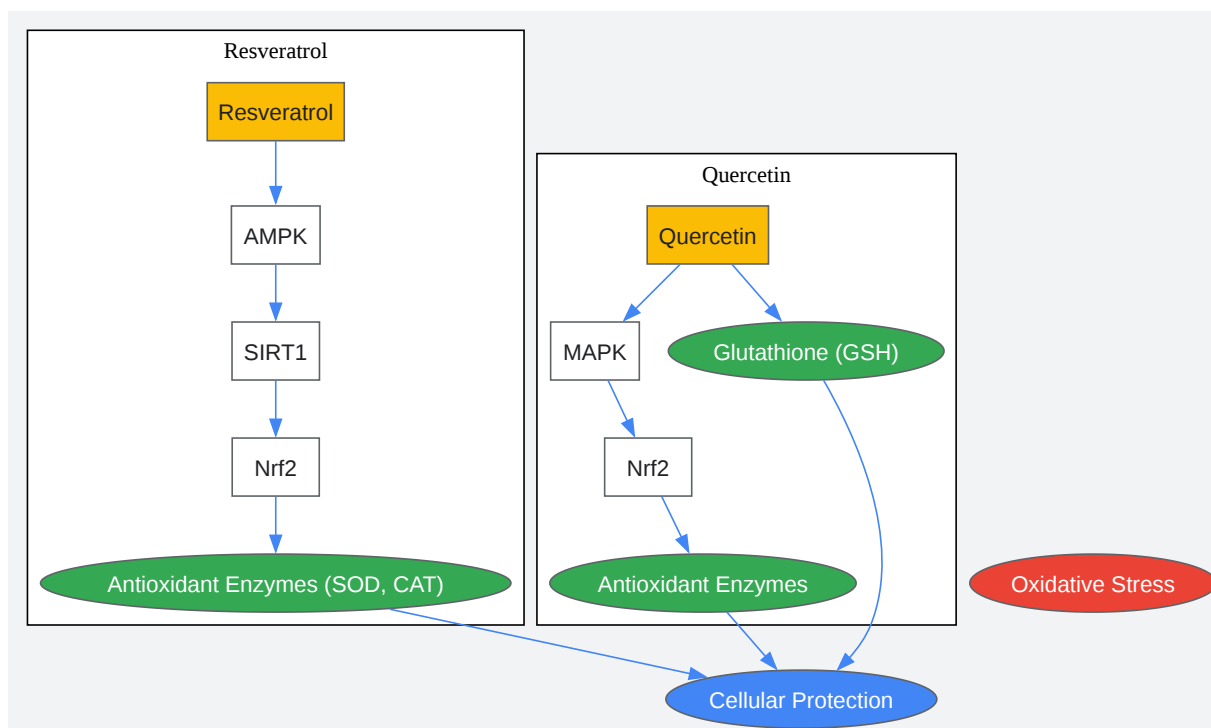 Resveratrol
Resveratrol
AMPK
SIRT1
Nrf2
Antioxidant Enzymes (SOD, CAT)
Quercetin
Quercetin
MAPK
Glutathione (GSH)
Nrf2
Antioxidant Enzymes
Oxidative Stress
Cellular Protection